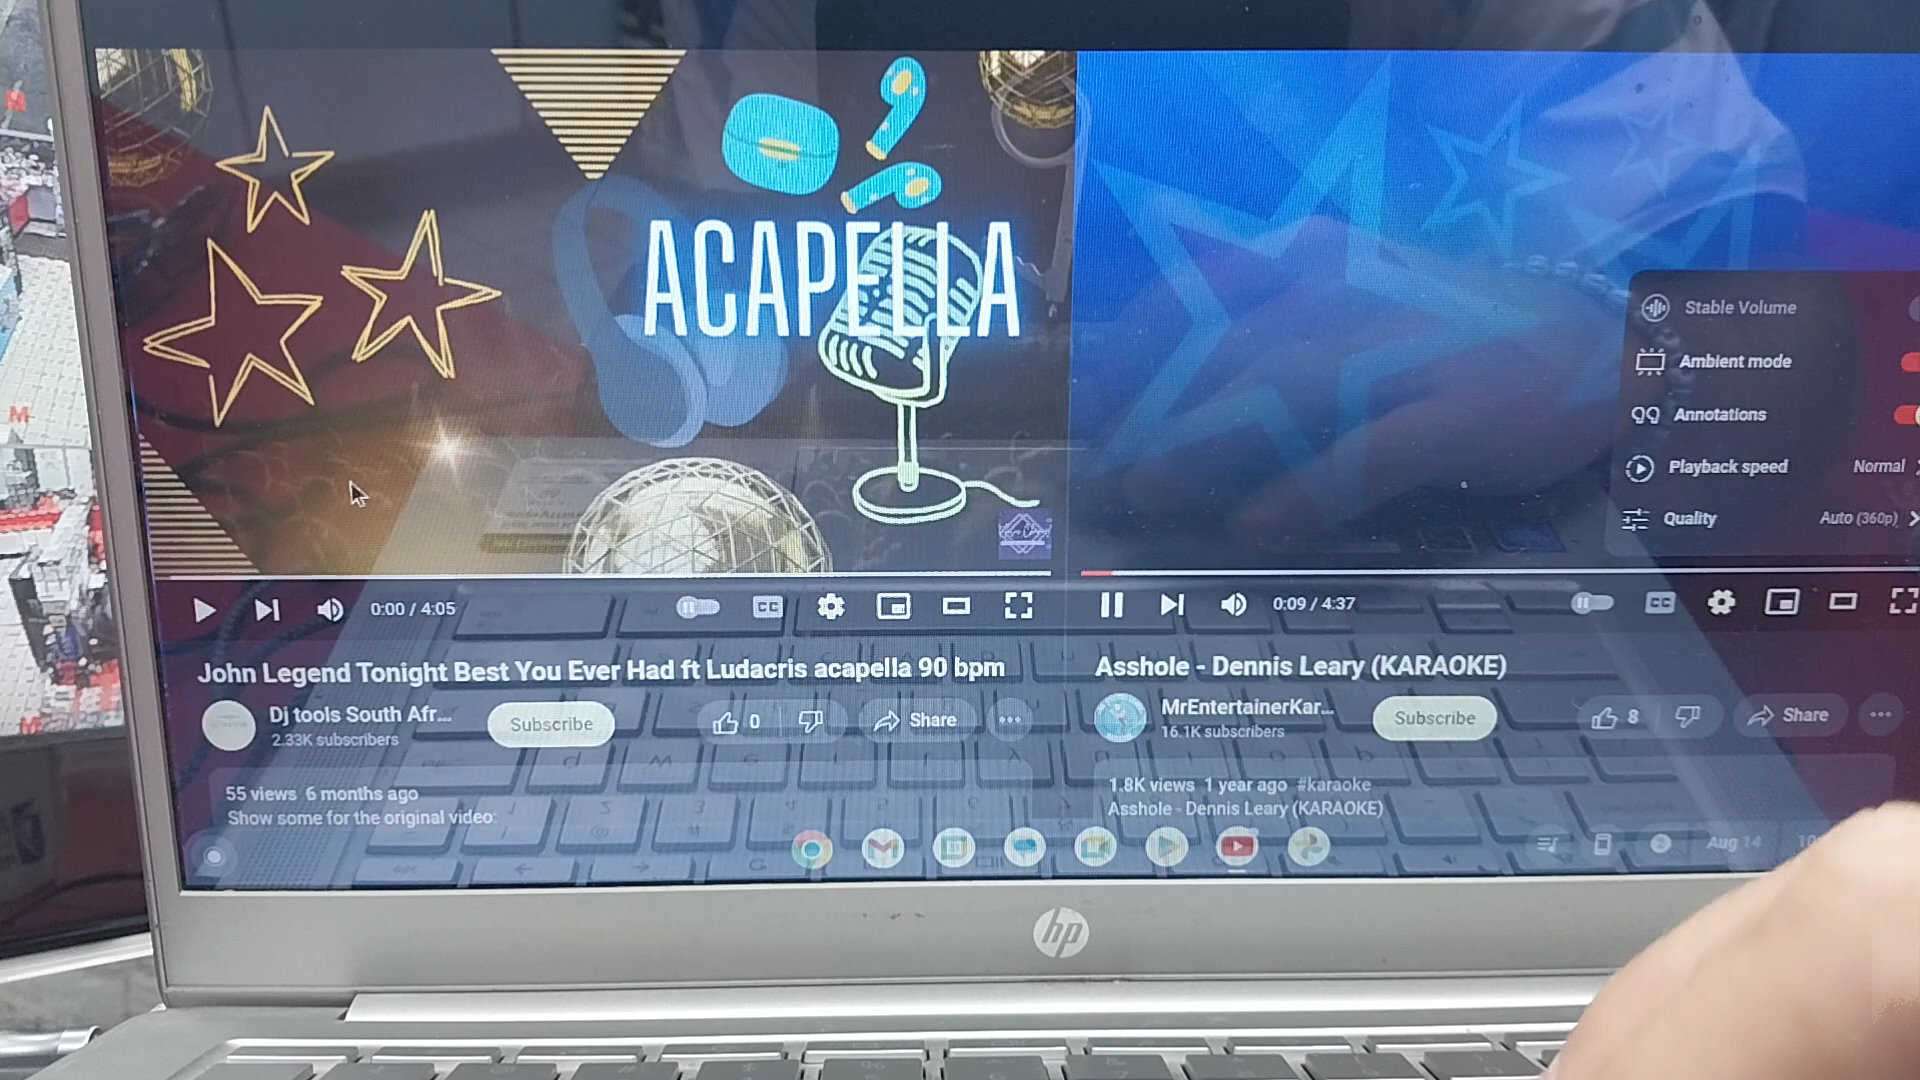 ACAPELLA
Stable Volume
Ambient mode
Annotations
Playback speed Normal
Quality Auto (360p)
0:00 / 4:05
CC
0:09 / 4:37
CC
John Legend Tonight Best You Ever Had ft Ludacris acapella 90 bpm
Dj tools South Afr...
2.33K subscribers
Subscribe
0
Share
55 views 6 months ago
Show some for the original video:
Asshole - Dennis Leary (KARAOKE)
MrEntertainerKar...
16.1K subscribers
Subscribe
8
Share
1.8K views 1 year ago #karaoke
Asshole - Dennis Leary (KARAOKE)
Aug 14
hp
M
M
M